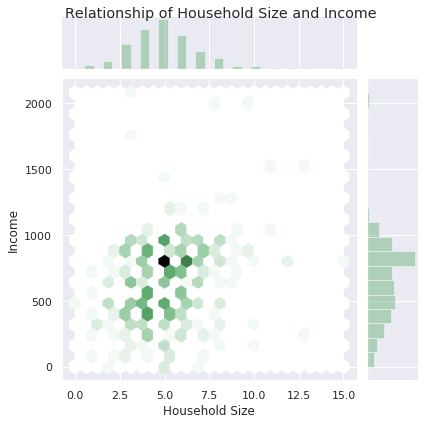 Relationship of Household Size and Income
2000
1500
1000
500
0
Income
0.0 2.5 5.0 7.5 10.0 12.5 15.0
Household Size